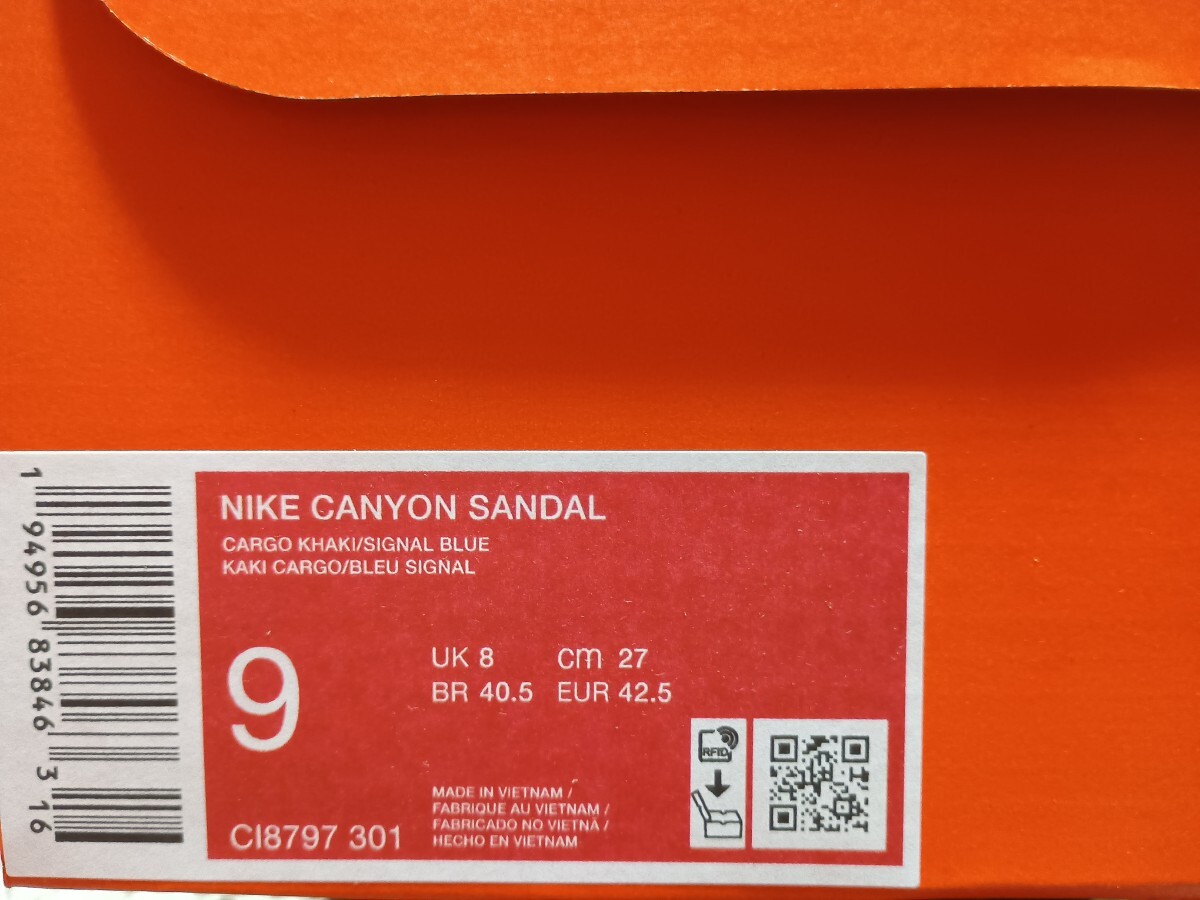 NIKE CANYON SANDAL
CARGO KHAKI/SIGNAL BLUE
KAKI CARGO/BLEU SIGNAL
9
UK 8 cm 27
BR 40.5 EUR 42.5
RFID
MADE IN VIETNAM /
FABRIQUE AU VIETNAM /
FABRICADO NO VIETNÃ /
HECHO EN VIETNAM
CI8797 301
1 94956 83846 3 16